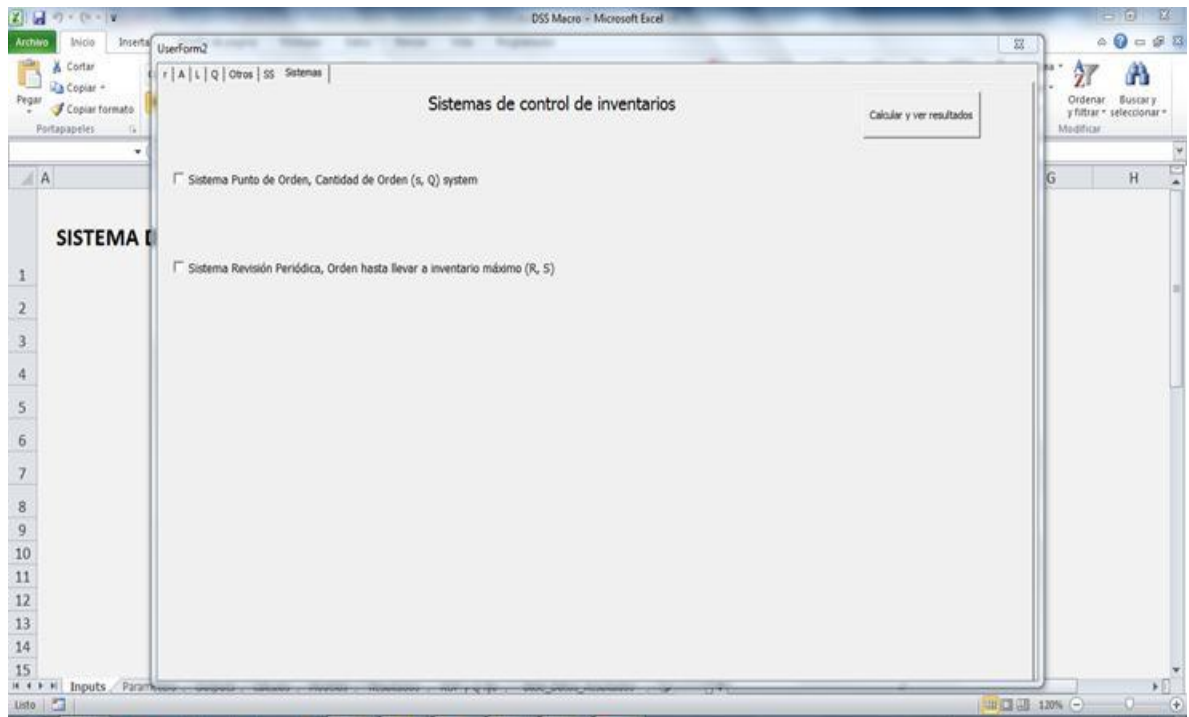 DSS Macro - Microsoft Excel
Archivo Inicio Inserta
UserForm2
Cortar
Copiar
Copiar formato
Pegar
Portapapeles
Ordenar y filtrar
Buscar y seleccionar
Modificar
r A L Q Otros SS Sistemas
Sistemas de control de inventarios
Calcular y ver resultados
A G H
Sistema Punto de Orden, Cantidad de Orden (s, Q) system
SISTEMA D
Sistema Revisión Periódica, Orden hasta llevar a inventario máximo (R, S)
1
2
3
4
5
6
7
8
9
10
11
12
13
14
15
Inputs
Listo 120%